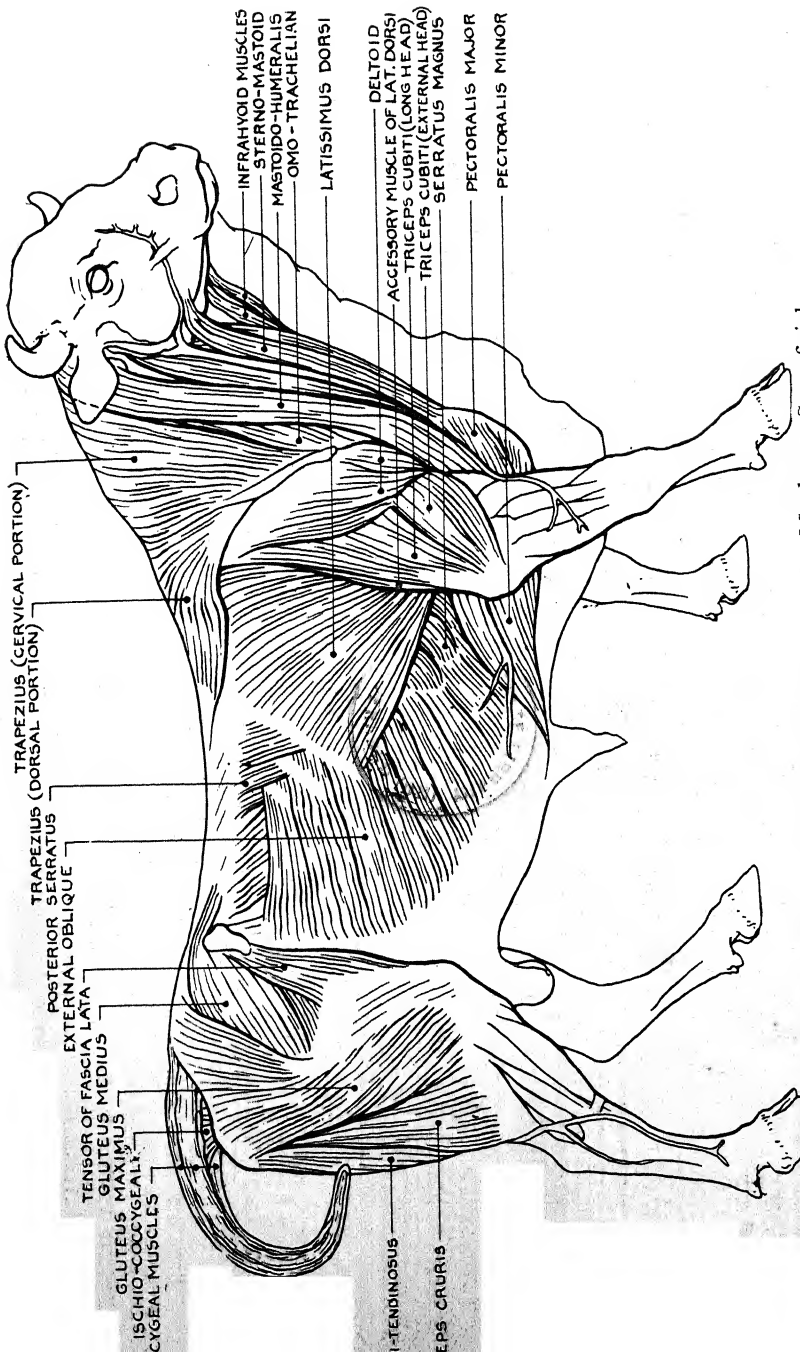 TRAPEZIUS (CERVICAL PORTION)
TRAPEZIUS (DORSAL PORTION)
POSTERIOR SERRATUS
EXTERNAL OBLIQUE
TENSOR OF FASCIA LATA
GLUTEUS MEDIUS
GLUTEUS MAXIMUS
ISCHIO-COCCYGEAL
CYGEAL MUSCLES
I-TENDINOSUS
EPS CRURIS
INFRAHYOID MUSCLES
STERNO-MASTOID
MASTOIDO-HUMERALIS
OMO-TRACHELIAN
LATISSIMUS DORSI
DELTOID
ACCESSORY MUSCLE OF LAT. DORSI
TRICEPS CUBITI (LONG HEAD)
TRICEPS CUBITI (EXTERNAL HEAD)
SERRATUS MAGNUS
PECTORALIS MAJOR
PECTORALIS MINOR